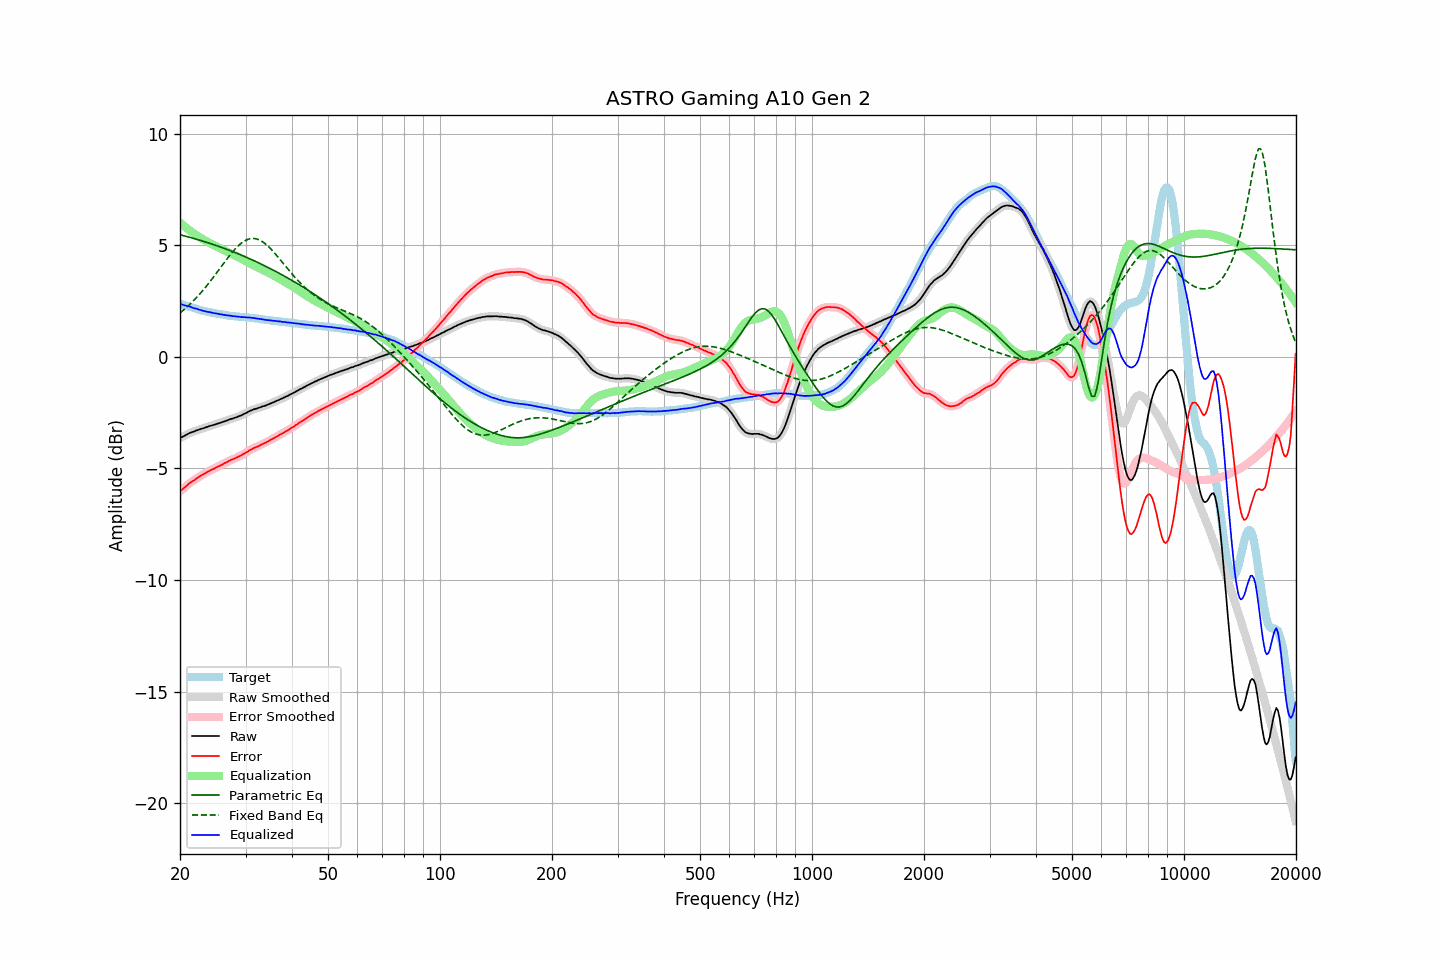 ASTRO Gaming A10 Gen 2
Amplitude (dBr)
10
5
0
−5
−10
−15
−20
Target
Raw Smoothed
Error Smoothed
Raw
Error
Equalization
Parametric Eq
Fixed Band Eq
Equalized
20 50 100 200 500 1000 2000 5000 10000 20000
Frequency (Hz)